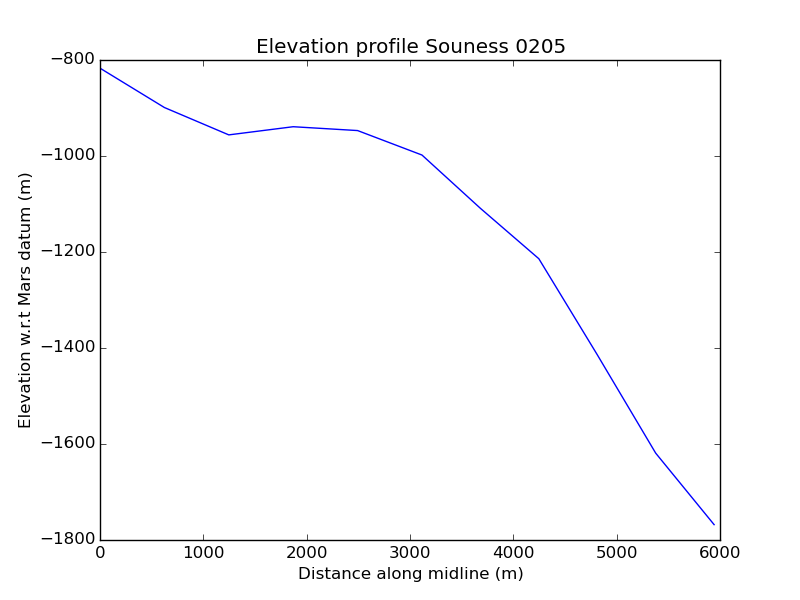 Elevation profile Souness 0205
−800
−1000
−1200
−1400
−1600
−1800
Elevation w.r.t Mars datum (m)
0 1000 2000 3000 4000 5000 6000
Distance along midline (m)